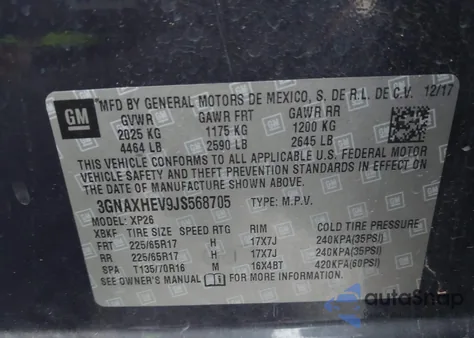 GM
MFD BY GENERAL MOTORS DE MEXICO, S. DE R.L. DE C.V. 12/17
GVWR GAWR FRT GAWR RR
2025 KG 1175 KG 1200 KG
4464 LB 2590 LB 2645 LB
THIS VEHICLE CONFORMS TO ALL APPLICABLE U.S. FEDERAL MOTOR
VEHICLE SAFETY AND THEFT PREVENTION STANDARDS IN EFFECT ON
THE DATE OF MANUFACTURE SHOWN ABOVE.
3GNAXHEV9JS568705 TYPE: M.P.V.
MODEL: XP26
XBKF TIRE SIZE SPEED RTG RIM COLD TIRE PRESSURE
FRT 225/65R17 H 17X7J 240KPA(35PSI)
RR 225/65R17 H 17X7J 240KPA(35PSI)
SPA T135/70R16 M 16X4BT 420KPA(60PSI)
SEE OWNER'S MANUAL FOR MORE INFORMATION.
autoSnap